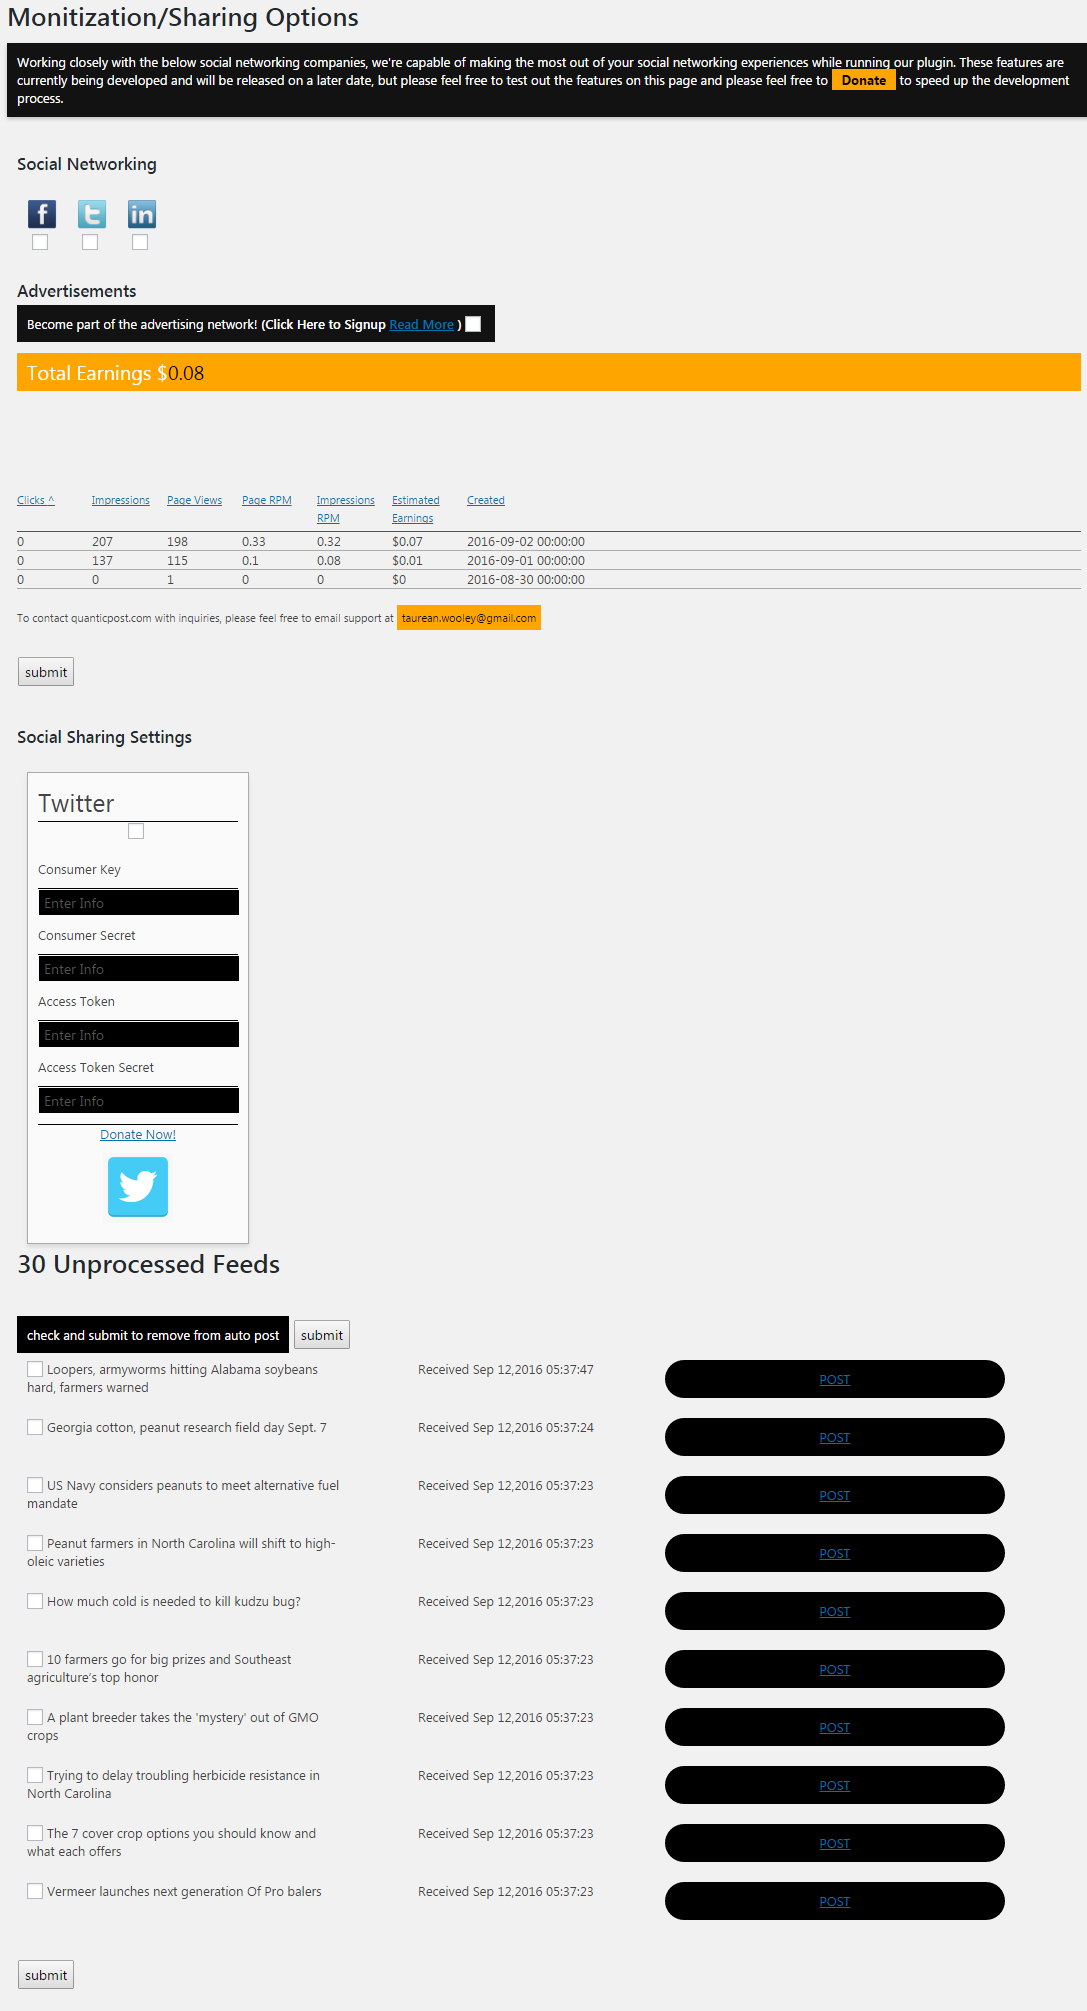 Monitization/Sharing Options
Working closely with the below social networking companies, we're capable of making the most out of your social networking experiences while running our plugin. These features are
currently being developed and will be released on a later date, but please feel free to test out the features on this page and please feel free to Donate to speed up the development
process.
Social Networking
f t in
Advertisements
Become part of the advertising network! (Click Here to Signup Read More )
Total Earnings $0.08
Clicks ^ Impressions Page Views Page RPM Impressions RPM Estimated Earnings Created
0 207 198 0.33 0.32 $0.07 2016-09-02 00:00:00
0 137 115 0.1 0.08 $0.01 2016-09-01 00:00:00
0 0 1 0 0 $0 2016-08-30 00:00:00
To contact quanticpost.com with inquiries, please feel free to email support at taurean.wooley@gmail.com
submit
Social Sharing Settings
Twitter
Consumer Key
Enter Info
Consumer Secret
Enter Info
Access Token
Enter Info
Access Token Secret
Enter Info
Donate Now!
30 Unprocessed Feeds
check and submit to remove from auto post submit
Loopers, armyworms hitting Alabama soybeans
hard, farmers warned
Received Sep 12,2016 05:37:47
POST
Georgia cotton, peanut research field day Sept. 7
Received Sep 12,2016 05:37:24
POST
US Navy considers peanuts to meet alternative fuel
mandate
Received Sep 12,2016 05:37:23
POST
Peanut farmers in North Carolina will shift to high-
oleic varieties
Received Sep 12,2016 05:37:23
POST
How much cold is needed to kill kudzu bug?
Received Sep 12,2016 05:37:23
POST
10 farmers go for big prizes and Southeast
agriculture's top honor
Received Sep 12,2016 05:37:23
POST
A plant breeder takes the 'mystery' out of GMO
crops
Received Sep 12,2016 05:37:23
POST
Trying to delay troubling herbicide resistance in
North Carolina
Received Sep 12,2016 05:37:23
POST
The 7 cover crop options you should know and
what each offers
Received Sep 12,2016 05:37:23
POST
Vermeer launches next generation Of Pro balers
Received Sep 12,2016 05:37:23
POST
submit